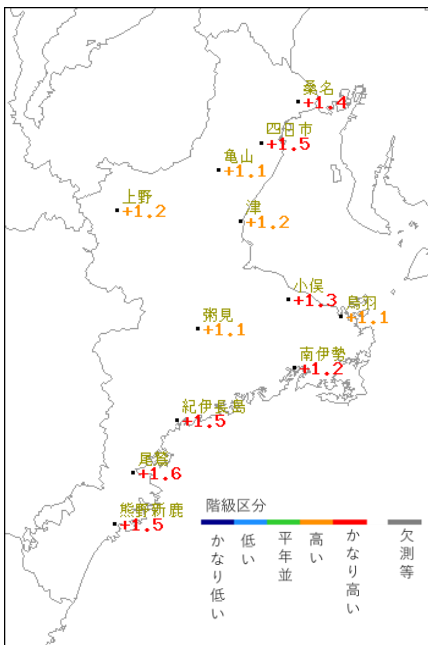 桑名
+1.4
四日市
+1.5
亀山
+1.1
上野
+1.2
津
+1.2
小俣
+1.3
鳥羽
+1.1
粥見
+1.1
南伊勢
+1.2
紀伊長島
+1.5
尾鷲
+1.6
熊野新鹿
+1.5
階級区分
かなり低い
低い
平年並
高い
かなり高い
欠測等